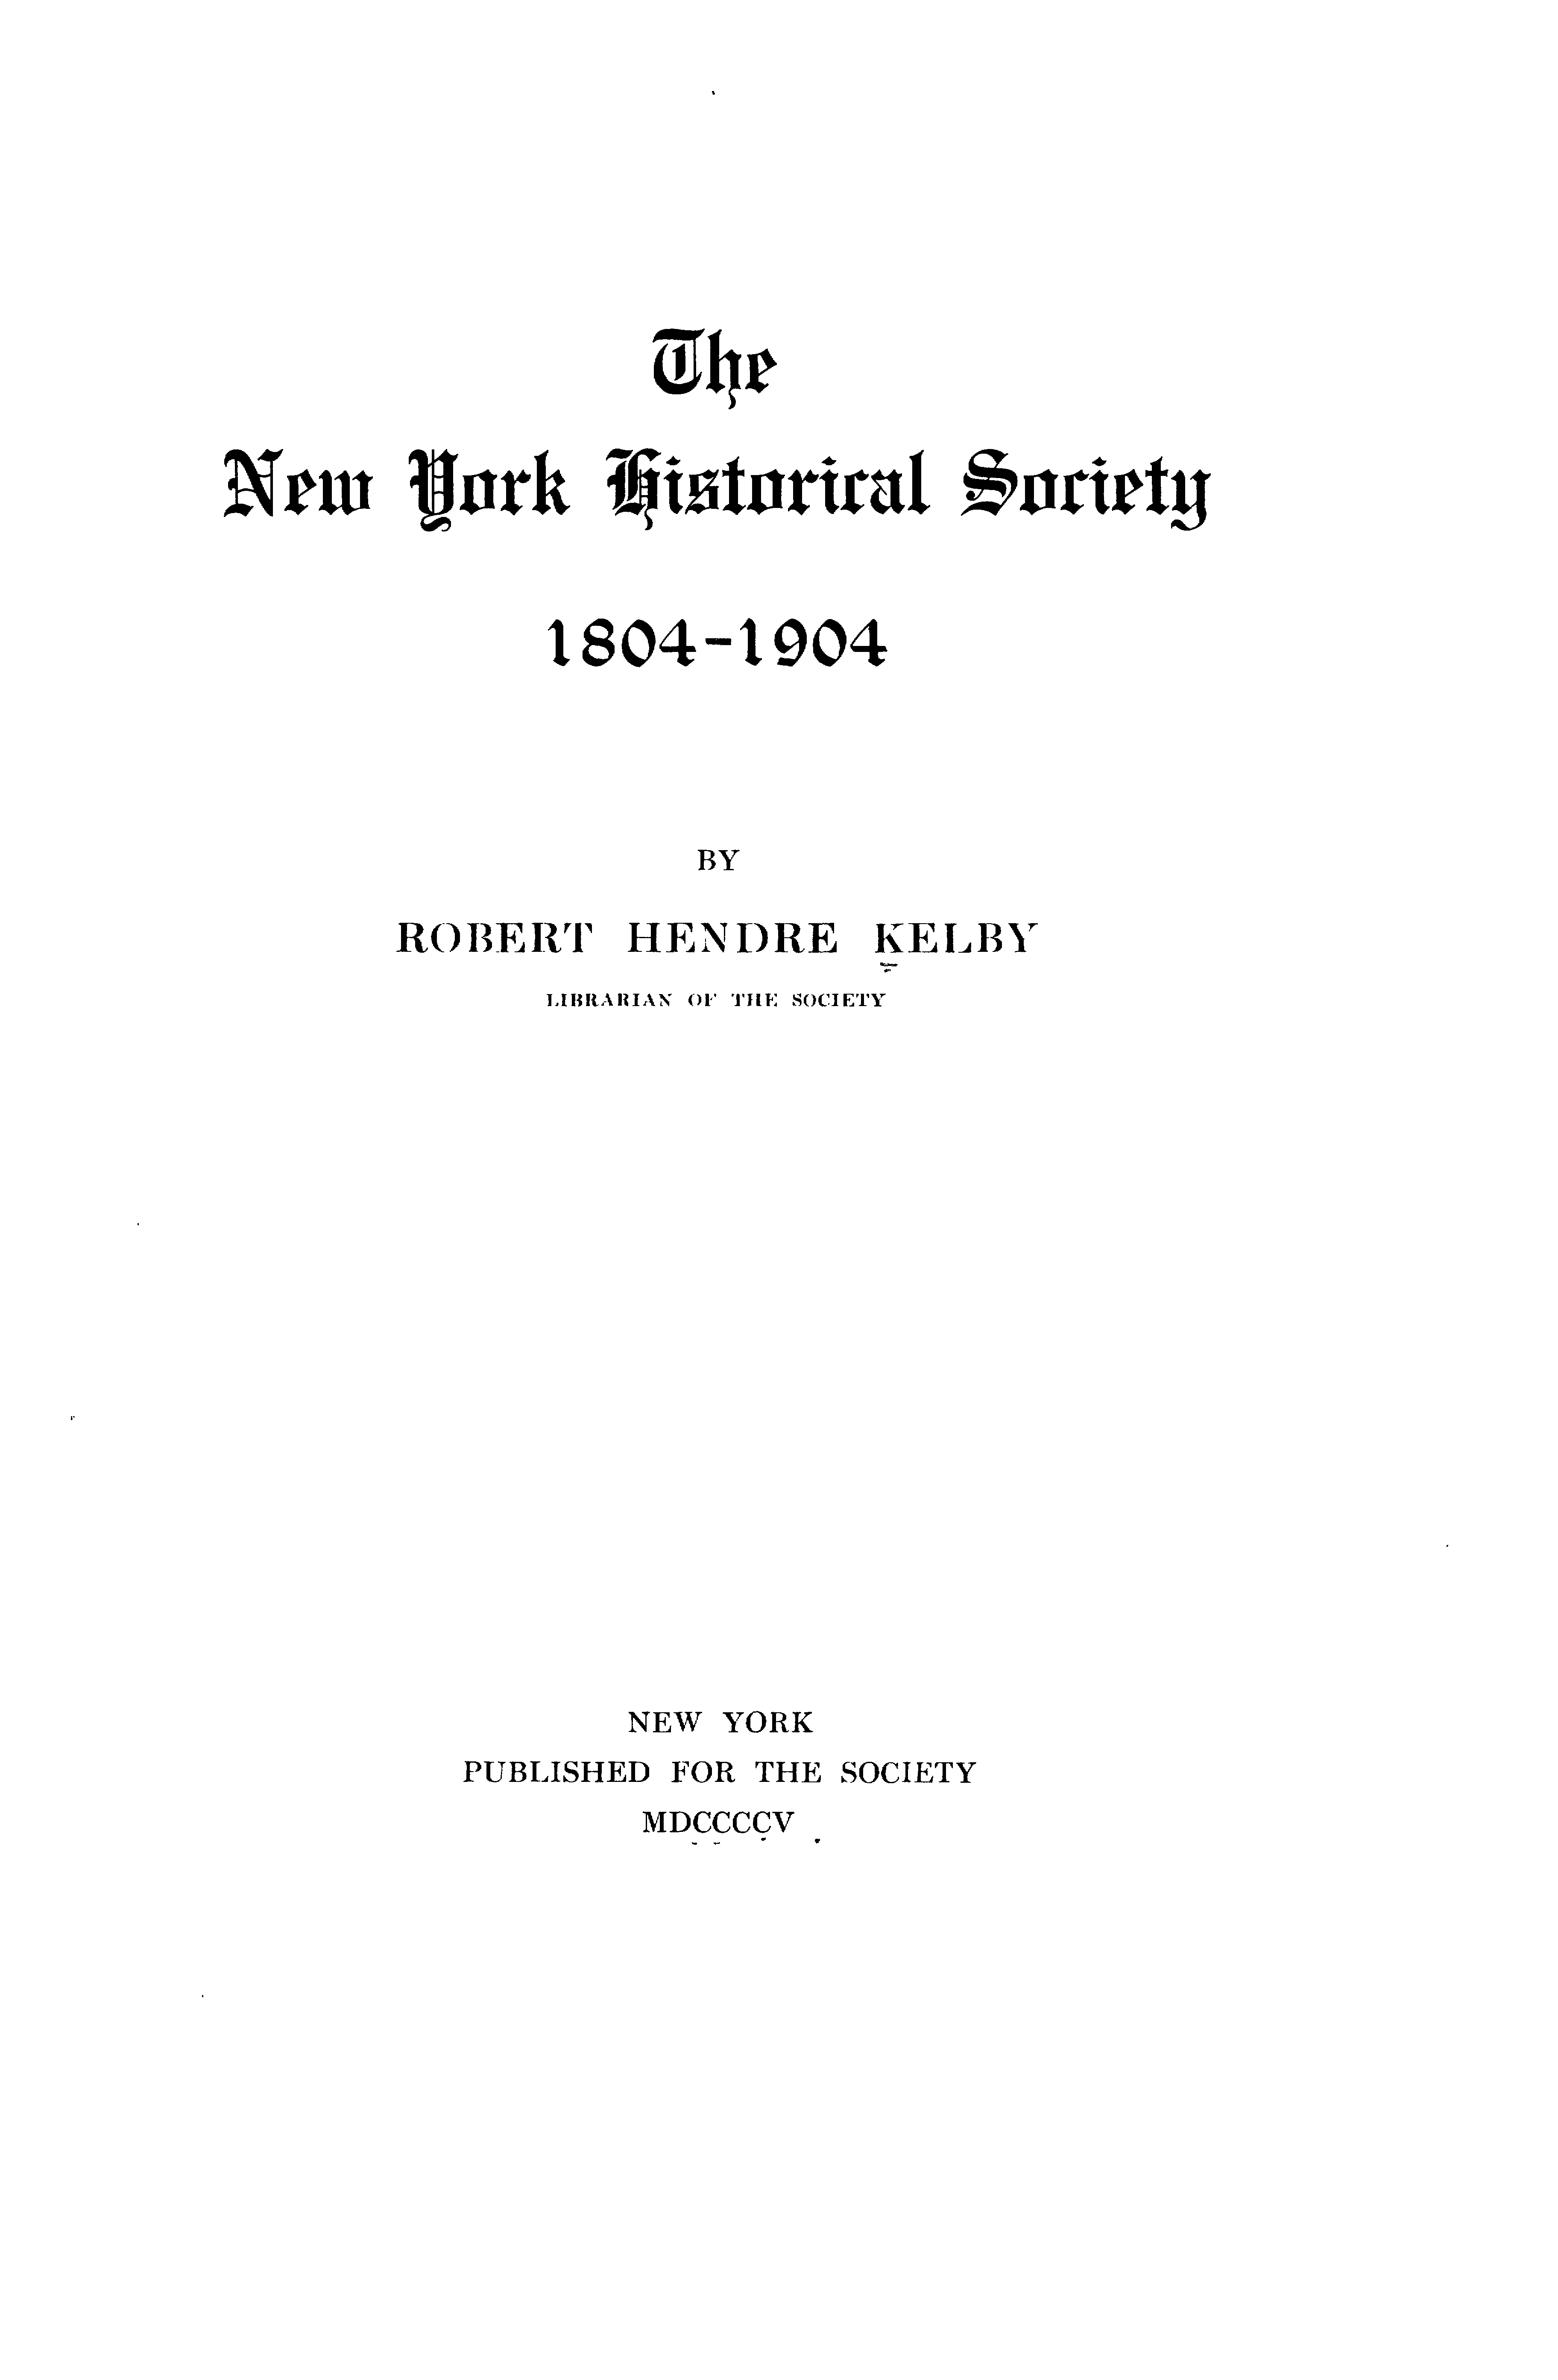 The
New York Historical Society
1804-1904
BY
ROBERT HENDRE KELBY
LIBRARIAN OF THE SOCIETY
NEW YORK
PUBLISHED FOR THE SOCIETY
MDCCCCV